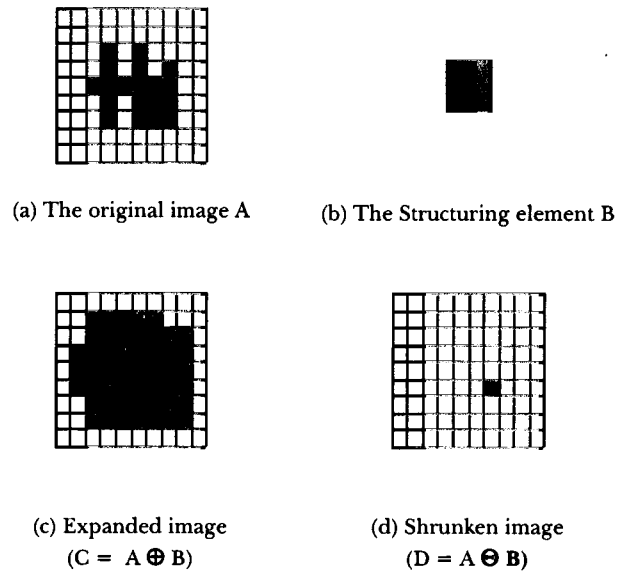 (a) The original image A
(b) The Structuring element B
(c) Expanded image
(C = A ⊕ B)
(d) Shrunken image
(D = A ⊖ B)